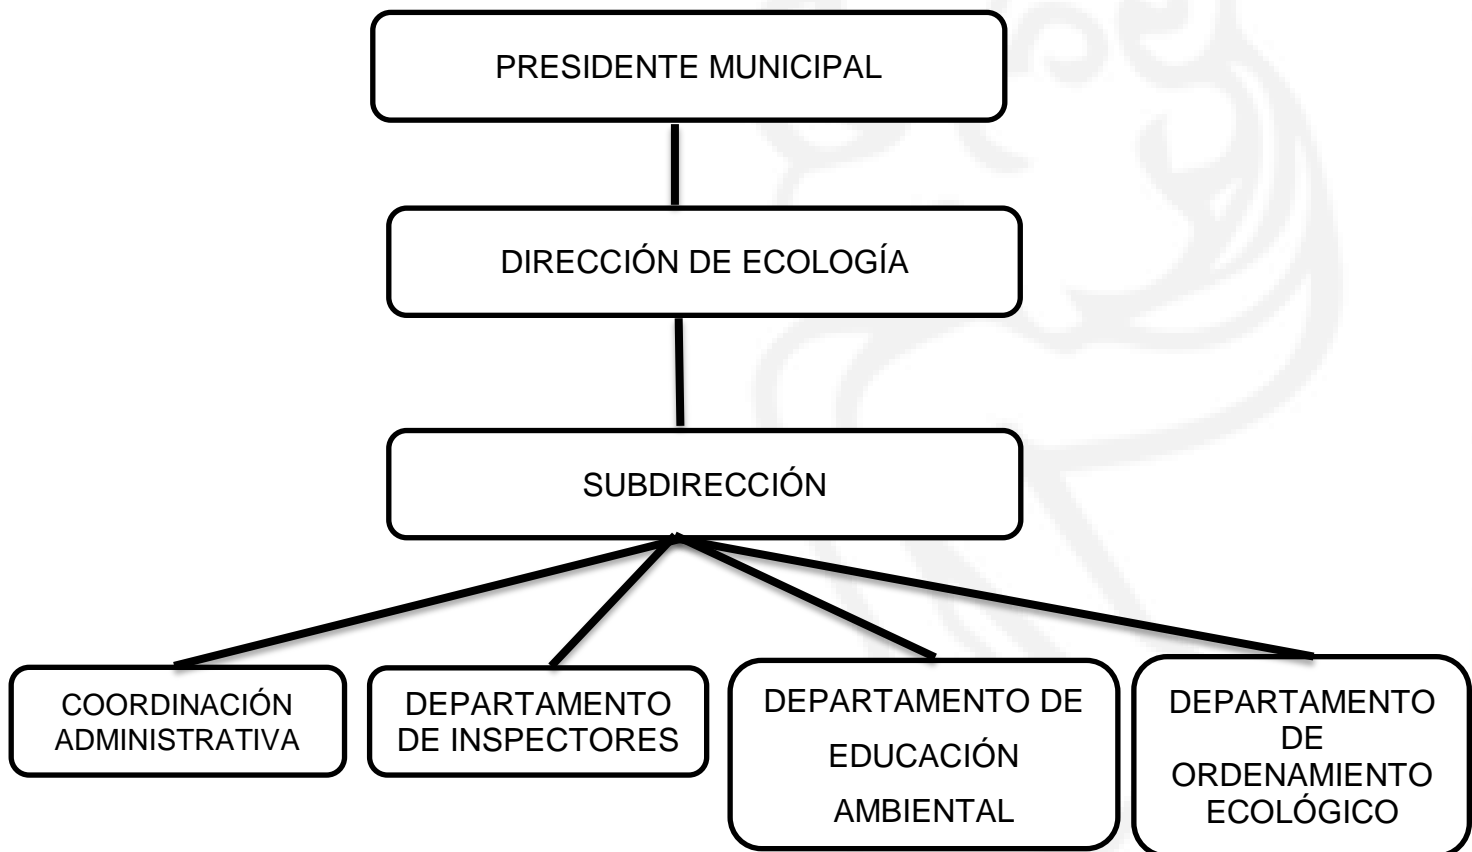 PRESIDENTE MUNICIPAL
DIRECCIÓN DE ECOLOGÍA
SUBDIRECCIÓN
COORDINACIÓN
ADMINISTRATIVA
DEPARTAMENTO
DE INSPECTORES
DEPARTAMENTO DE
EDUCACIÓN
AMBIENTAL
DEPARTAMENTO
DE
ORDENAMIENTO
ECOLÓGICO